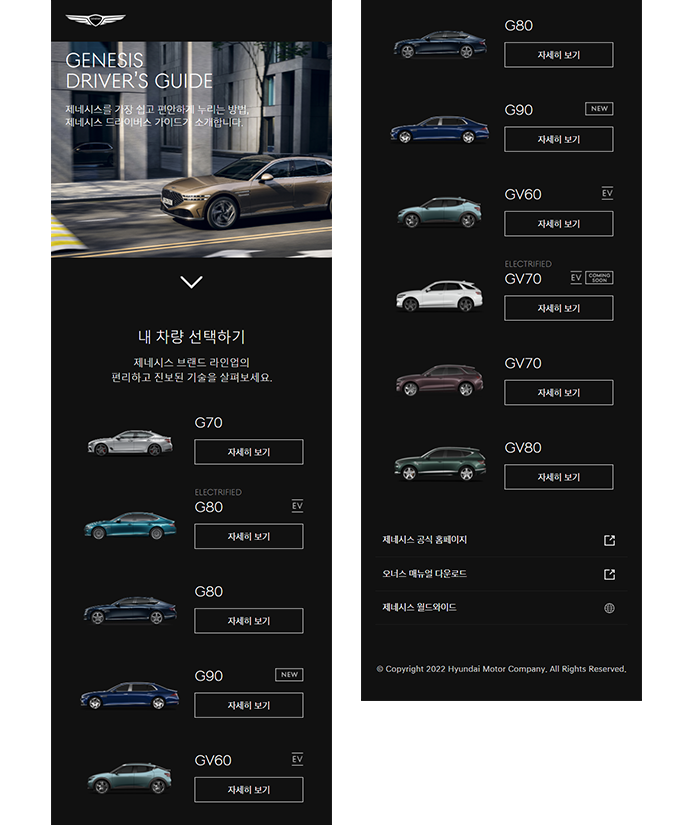 GENESIS
DRIVER'S GUIDE
제네시스를 가장 쉽고 편안하게 누리는 방법,
제네시스 드라이버스 가이드가 소개합니다.
내 차량 선택하기
제네시스 브랜드 라인업의
편리하고 진보된 기술을 살펴보세요.
G70
자세히 보기
ELECTRIFIED
G80 EV
자세히 보기
G80
자세히 보기
G90 NEW
자세히 보기
GV60 EV
자세히 보기
G80
자세히 보기
G90 NEW
자세히 보기
GV60 EV
자세히 보기
ELECTRIFIED
GV70 EV COMING SOON
자세히 보기
GV70
자세히 보기
GV80
자세히 보기
제네시스 공식 홈페이지
오너스 매뉴얼 다운로드
제네시스 월드와이드
© Copyright 2022 Hyundai Motor Company. All Rights Reserved.